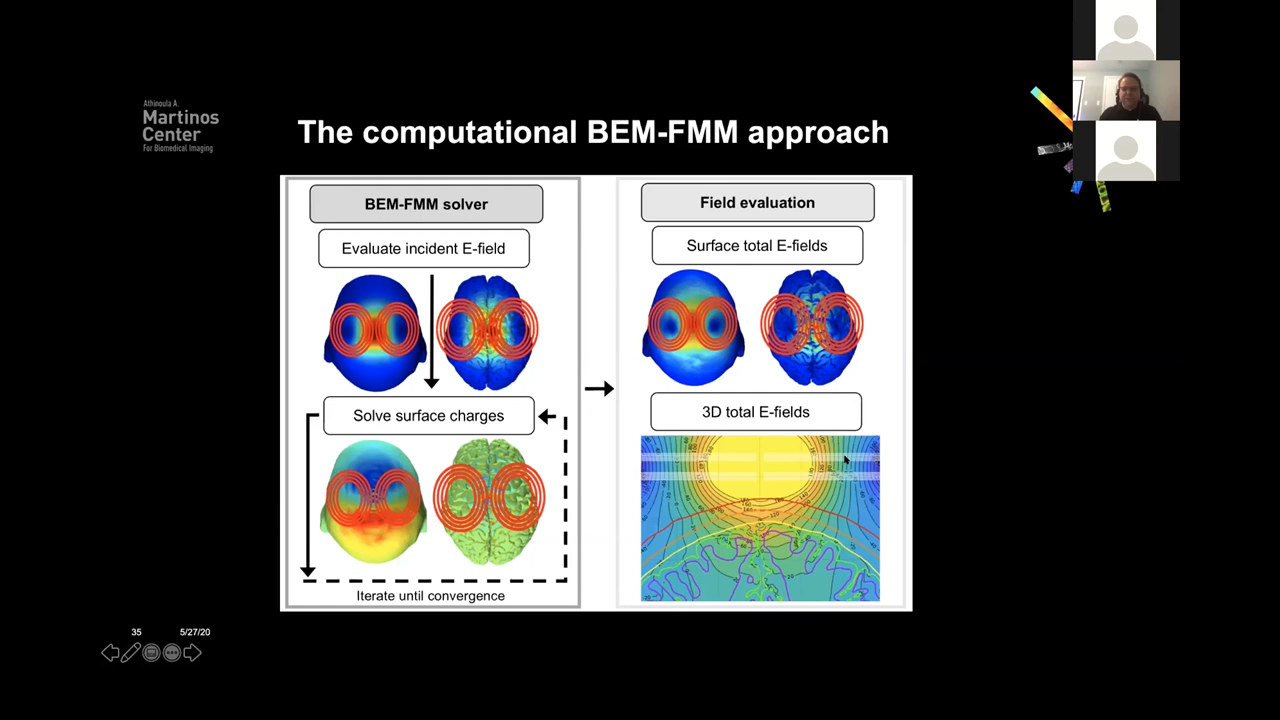 Athinoula A.
Martinos
Center
For Biomedical Imaging
The computational BEM-FMM approach
BEM-FMM solver
Evaluate incident E-field
Solve surface charges
Iterate until convergence
Field evaluation
Surface total E-fields
3D total E-fields
35
5/27/20